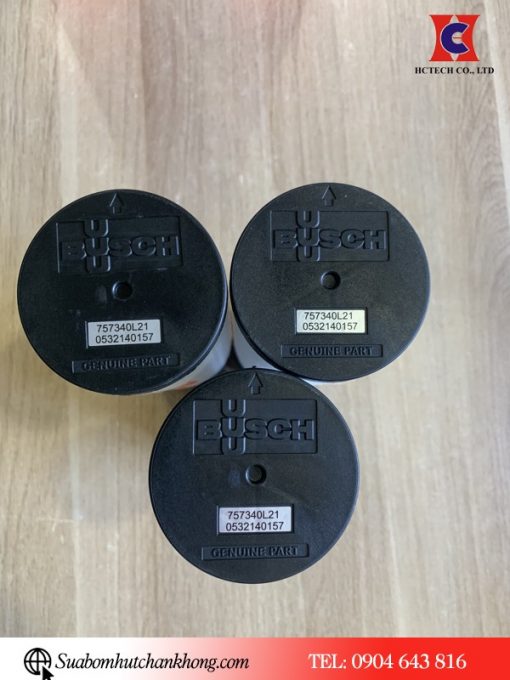 HCTECH CO., LTD
BUSCH
757340L21
0532140157
GENUINE PART
BUSCH
757340L21
0532140157
GENUINE PART
BUSCH
757340L21
0532140157
GENUINE PART
Suabomhutchankhong.com
TEL: 0904 643 816